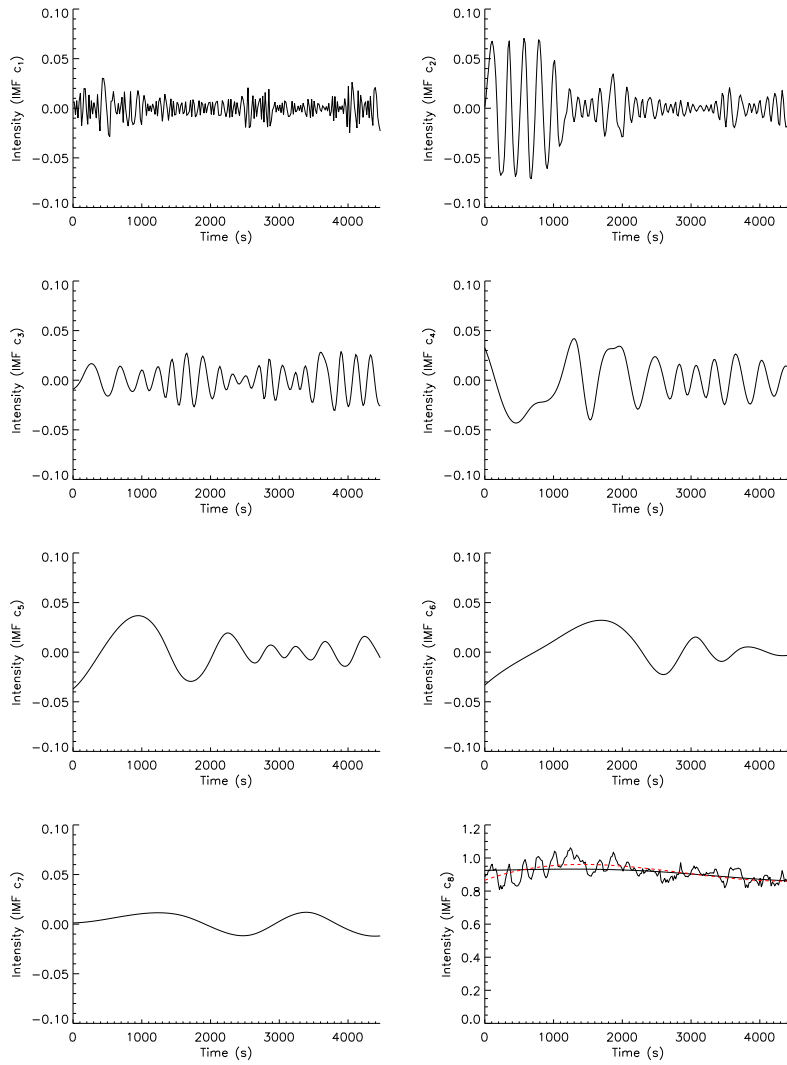 0.10
0.05
0.00
−0.05
−0.10
Intensity (IMF c₁)
0 1000 2000 3000 4000
Time (s)
0.10
0.05
0.00
−0.05
−0.10
Intensity (IMF c₂)
0 1000 2000 3000 4000
Time (s)
0.10
0.05
0.00
−0.05
−0.10
Intensity (IMF c₃)
0 1000 2000 3000 4000
Time (s)
0.10
0.05
0.00
−0.05
−0.10
Intensity (IMF c₄)
0 1000 2000 3000 4000
Time (s)
0.10
0.05
0.00
−0.05
−0.10
Intensity (IMF c₅)
0 1000 2000 3000 4000
Time (s)
0.10
0.05
0.00
−0.05
−0.10
Intensity (IMF c₆)
0 1000 2000 3000 4000
Time (s)
0.10
0.05
0.00
−0.05
−0.10
Intensity (IMF c₇)
0 1000 2000 3000 4000
Time (s)
1.2
1.0
0.8
0.6
0.4
0.2
0.0
Intensity (IMF c₈)
0 1000 2000 3000 4000
Time (s)